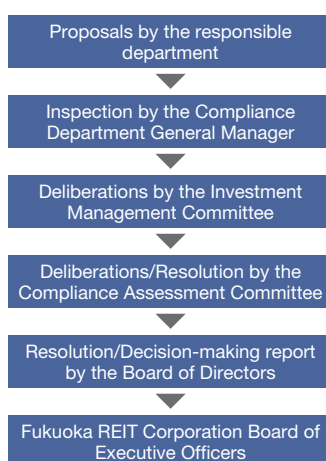 Proposals by the responsible
department
Inspection by the Compliance
Department General Manager
Deliberations by the Investment
Management Committee
Deliberations/Resolution by the
Compliance Assessment Committee
Resolution/Decision-making report
by the Board of Directors
Fukuoka REIT Corporation Board of
Executive Officers